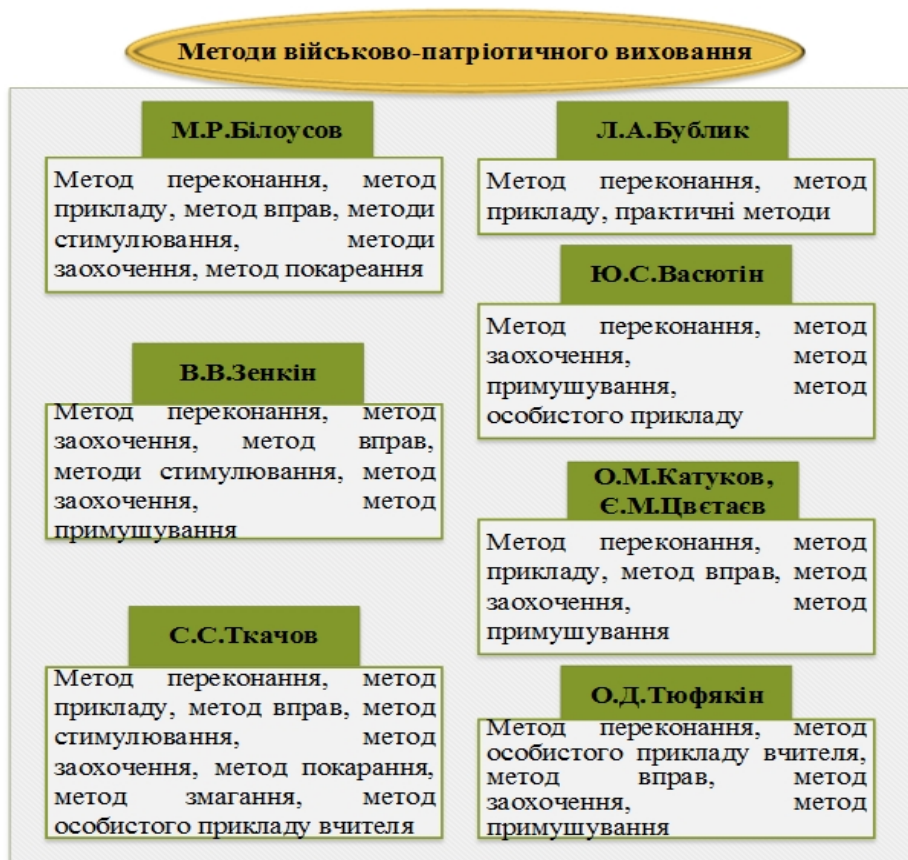 Методи військово-патріотичного виховання
М.Р.Білоусов
Метод переконання, метод
прикладу, метод вправ, методи
стимулювання, методи
заохочення, метод покареання
В.В.Зенкін
Метод переконання, метод
заохочення, метод вправ,
методи стимулювання, метод
заохочення, метод
примушування
С.С.Ткачов
Метод переконання, метод
прикладу, метод вправ, метод
стимулювання, метод
заохочення, метод покарання,
метод змагання, метод
особистого прикладу вчителя
Л.А.Бублик
Метод переконання, метод
прикладу, практичні методи
Ю.С.Васютін
Метод переконання, метод
заохочення, метод
примушування, метод
особистого прикладу
О.М.Катуков,
Є.М.Цвєтаєв
Метод переконання, метод
прикладу, метод вправ, метод
заохочення, метод
примушування
О.Д.Тюфякін
Метод переконання, метод
особистого прикладу вчителя,
метод вправ, метод
заохочення, метод
примушування